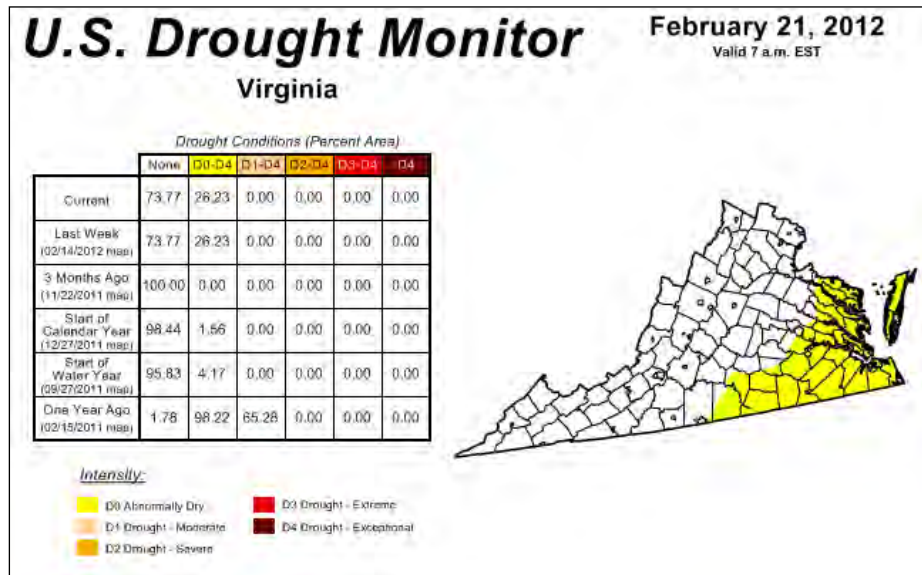 U.S. Drought Monitor
February 21, 2012
Valid 7 a.m. EST
Virginia
Drought Conditions (Percent Area)
None D0-D4 D1-D4 D2-D4 D3-D4 D4
Current 73.77 26.23 0.00 0.00 0.00 0.00
Last Week
(02/14/2012 map)
73.77 26.23 0.00 0.00 0.00 0.00
3 Months Ago
(11/22/2011 map)
100.00 0.00 0.00 0.00 0.00 0.00
Start of
Calendar Year
(12/27/2011 map)
98.44 1.56 0.00 0.00 0.00 0.00
Start of
Water Year
(09/27/2011 map)
95.83 4.17 0.00 0.00 0.00 0.00
One Year Ago
(02/15/2011 map)
1.78 98.22 65.28 0.00 0.00 0.00
Intensity:
D0 Abnormally Dry
D1 Drought - Moderate
D2 Drought - Severe
D3 Drought - Extreme
D4 Drought - Exceptional